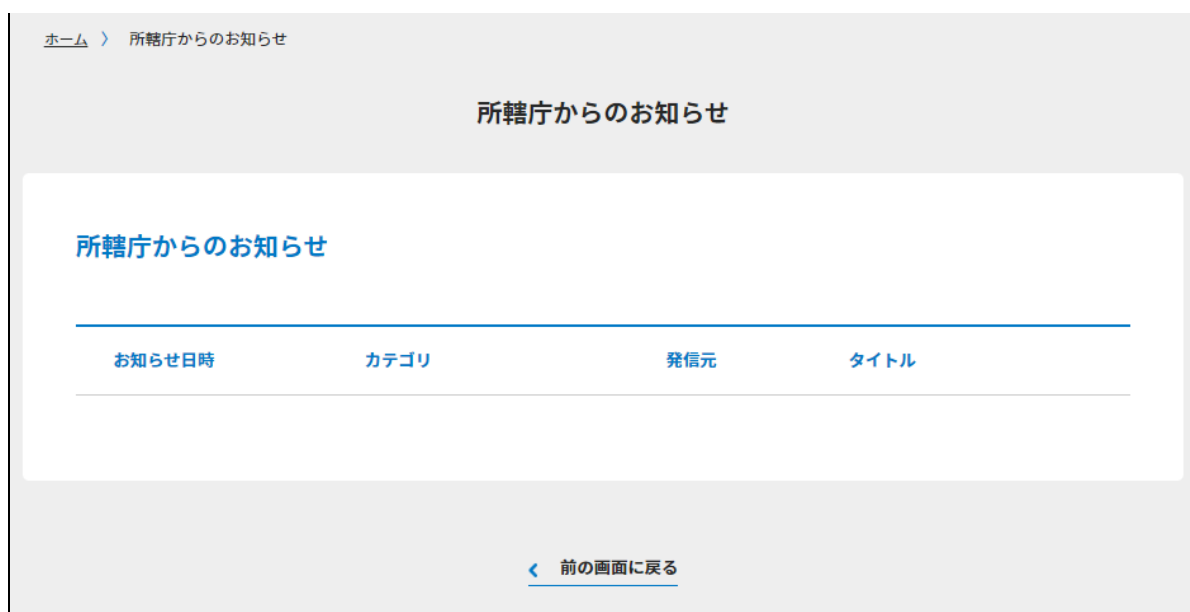 ホーム 〉 所轄庁からのお知らせ
所轄庁からのお知らせ
所轄庁からのお知らせ
お知らせ日時 カテゴリ 発信元 タイトル
前の画面に戻る